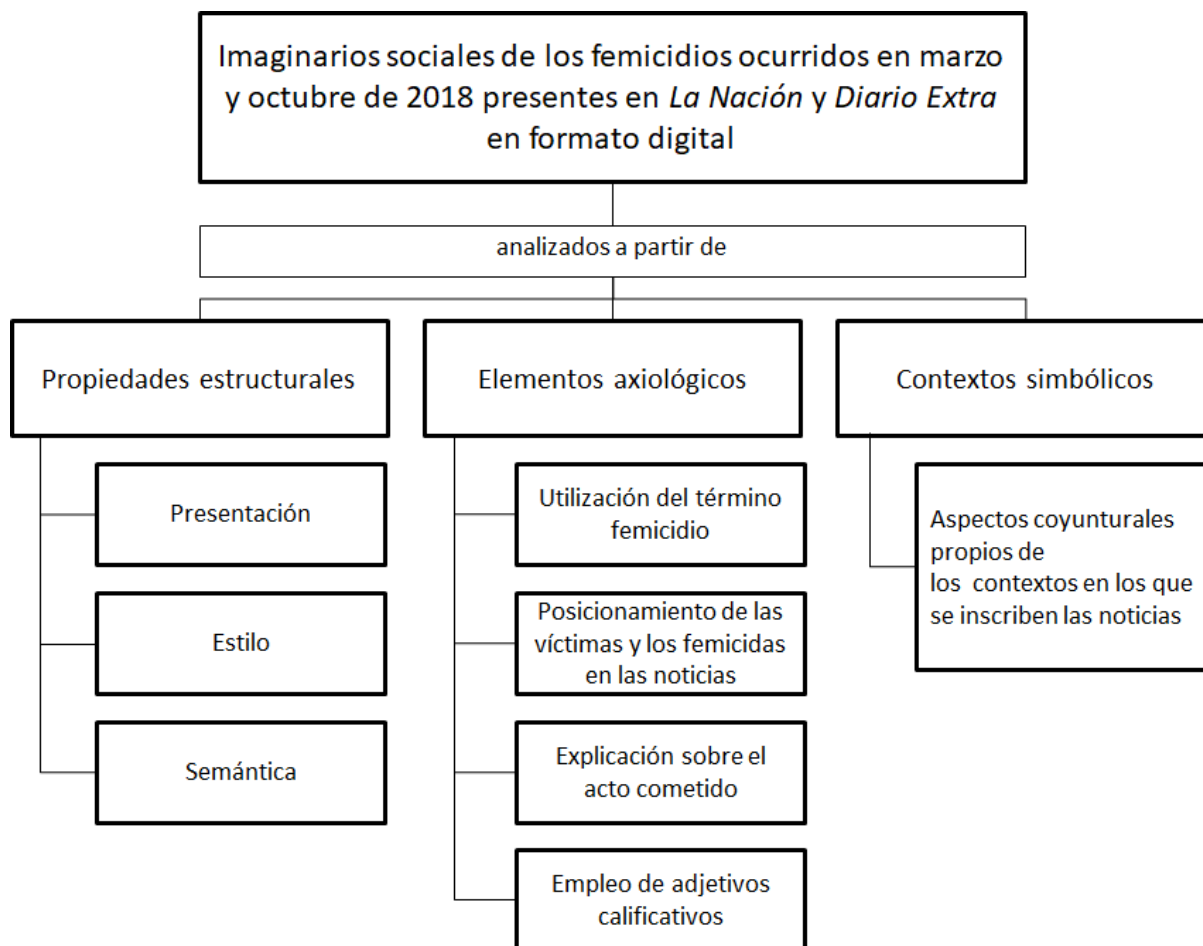 Imaginarios sociales de los femicidios ocurridos en marzo
y octubre de 2018 presentes en La Nación y Diario Extra
en formato digital
analizados a partir de
Propiedades estructurales
Presentación
Estilo
Semántica
Elementos axiológicos
Utilización del término
femicidio
Posicionamiento de las
víctimas y los femicidas
en las noticias
Explicación sobre el
acto cometido
Empleo de adjetivos
calificativos
Contextos simbólicos
Aspectos coyunturales
propios de
los contextos en los que
se inscriben las noticias